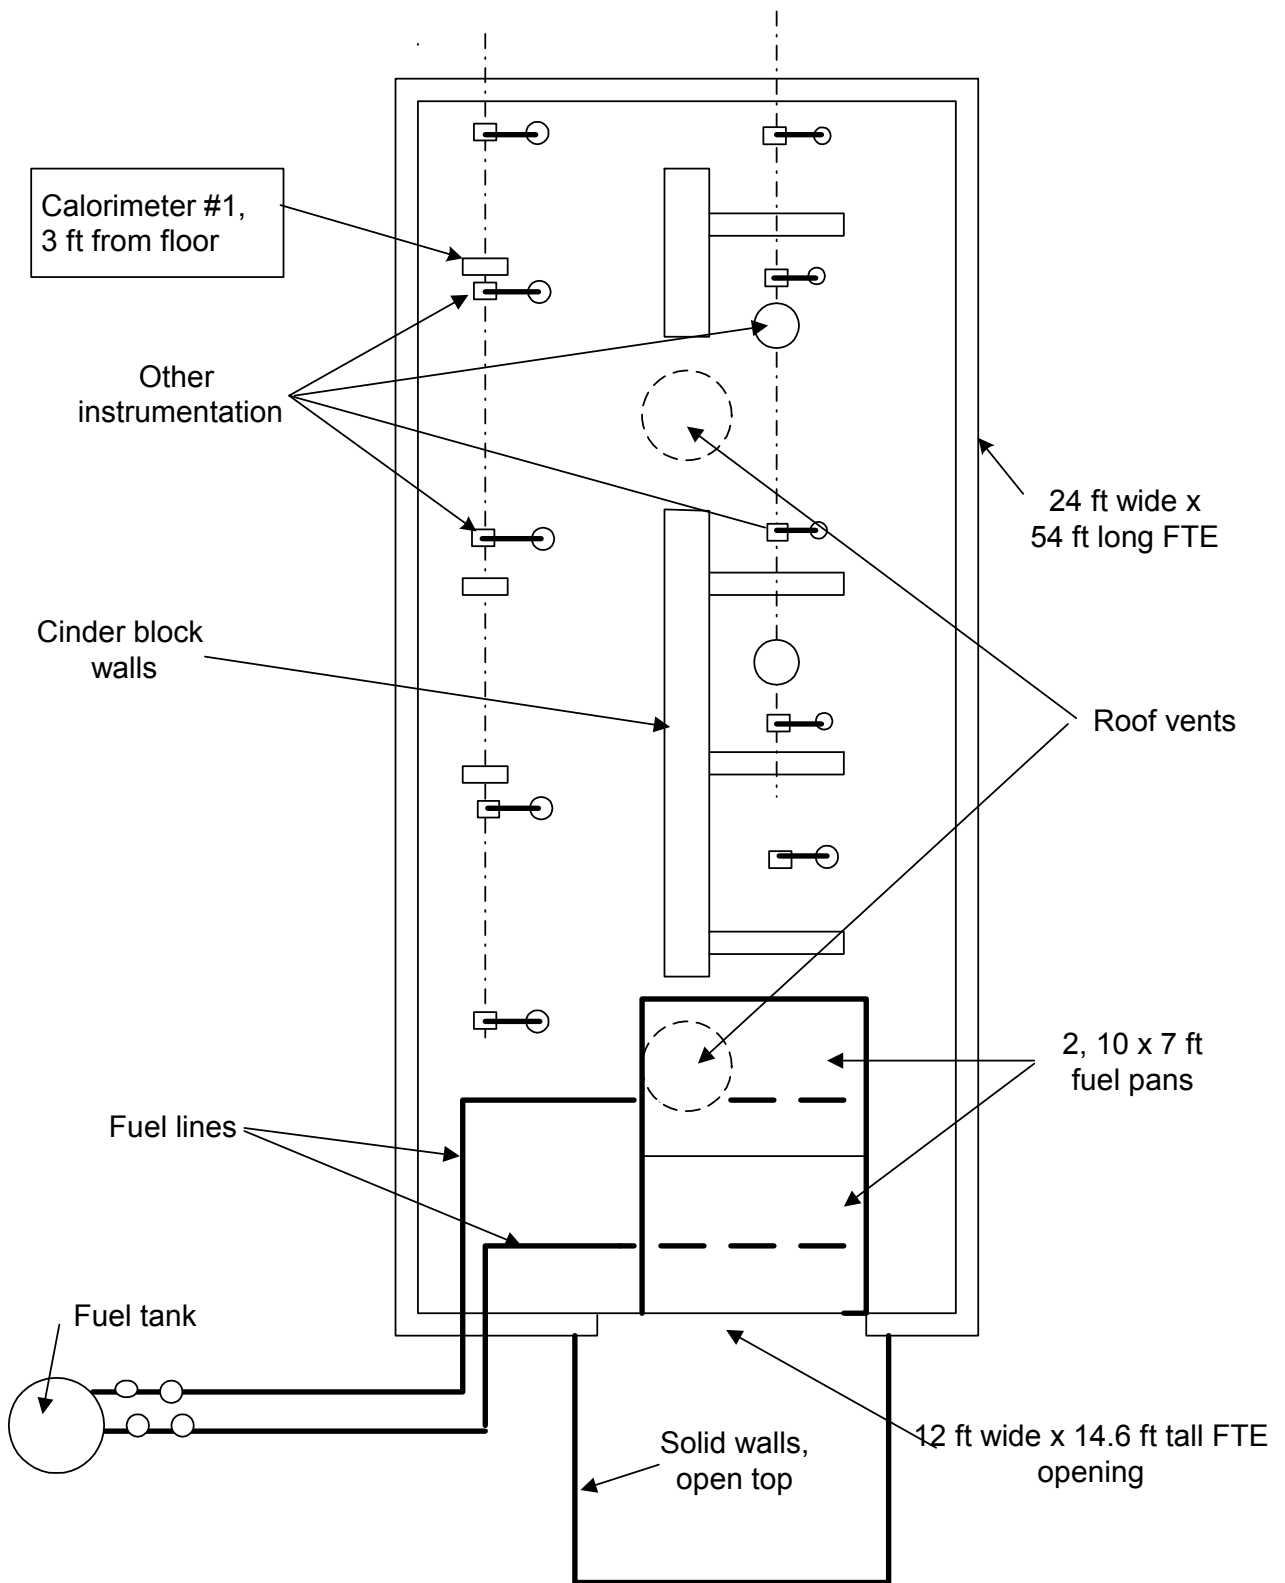 Calorimeter #1,
3 ft from floor
Other
instrumentation
24 ft wide x
54 ft long FTE
Cinder block
walls
Roof vents
2, 10 x 7 ft
fuel pans
Fuel lines
Fuel tank
Solid walls,
open top
12 ft wide x 14.6 ft tall FTE
opening